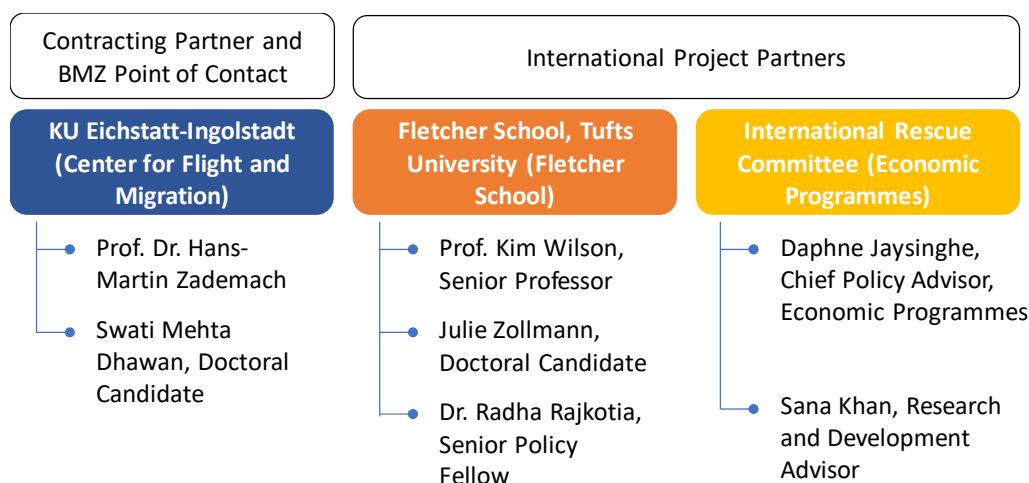 Contracting Partner and
BMZ Point of Contact
International Project Partners
KU Eichstatt-Ingolstadt
(Center for Flight and
Migration)
Fletcher School, Tufts
University (Fletcher
School)
International Rescue
Committee (Economic
Programmes)
Prof. Dr. Hans-
Martin Zademach
Swati Mehta
Dhawan, Doctoral
Candidate
Prof. Kim Wilson,
Senior Professor
Julie Zollmann,
Doctoral Candidate
Dr. Radha Rajkotia,
Senior Policy
Fellow
Daphne Jaysinghe,
Chief Policy Advisor,
Economic Programmes
Sana Khan, Research
and Development
Advisor